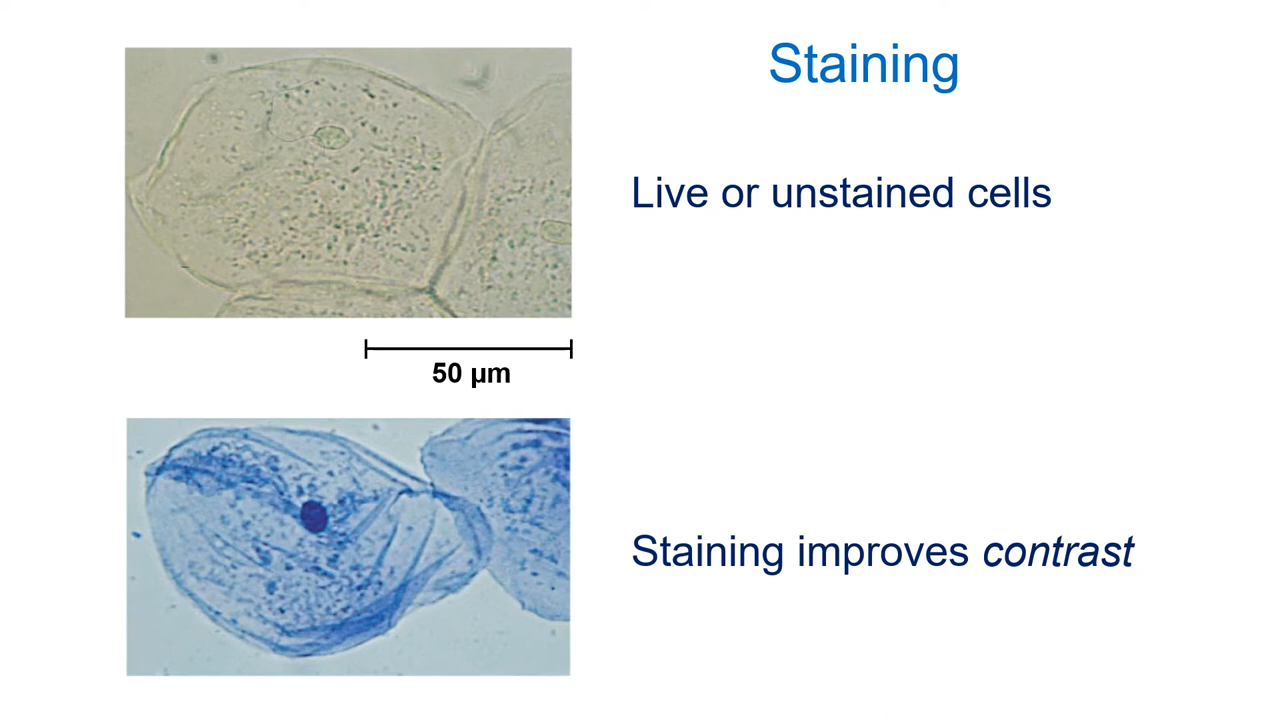 Staining
Live or unstained cells
50 µm
Staining improves contrast